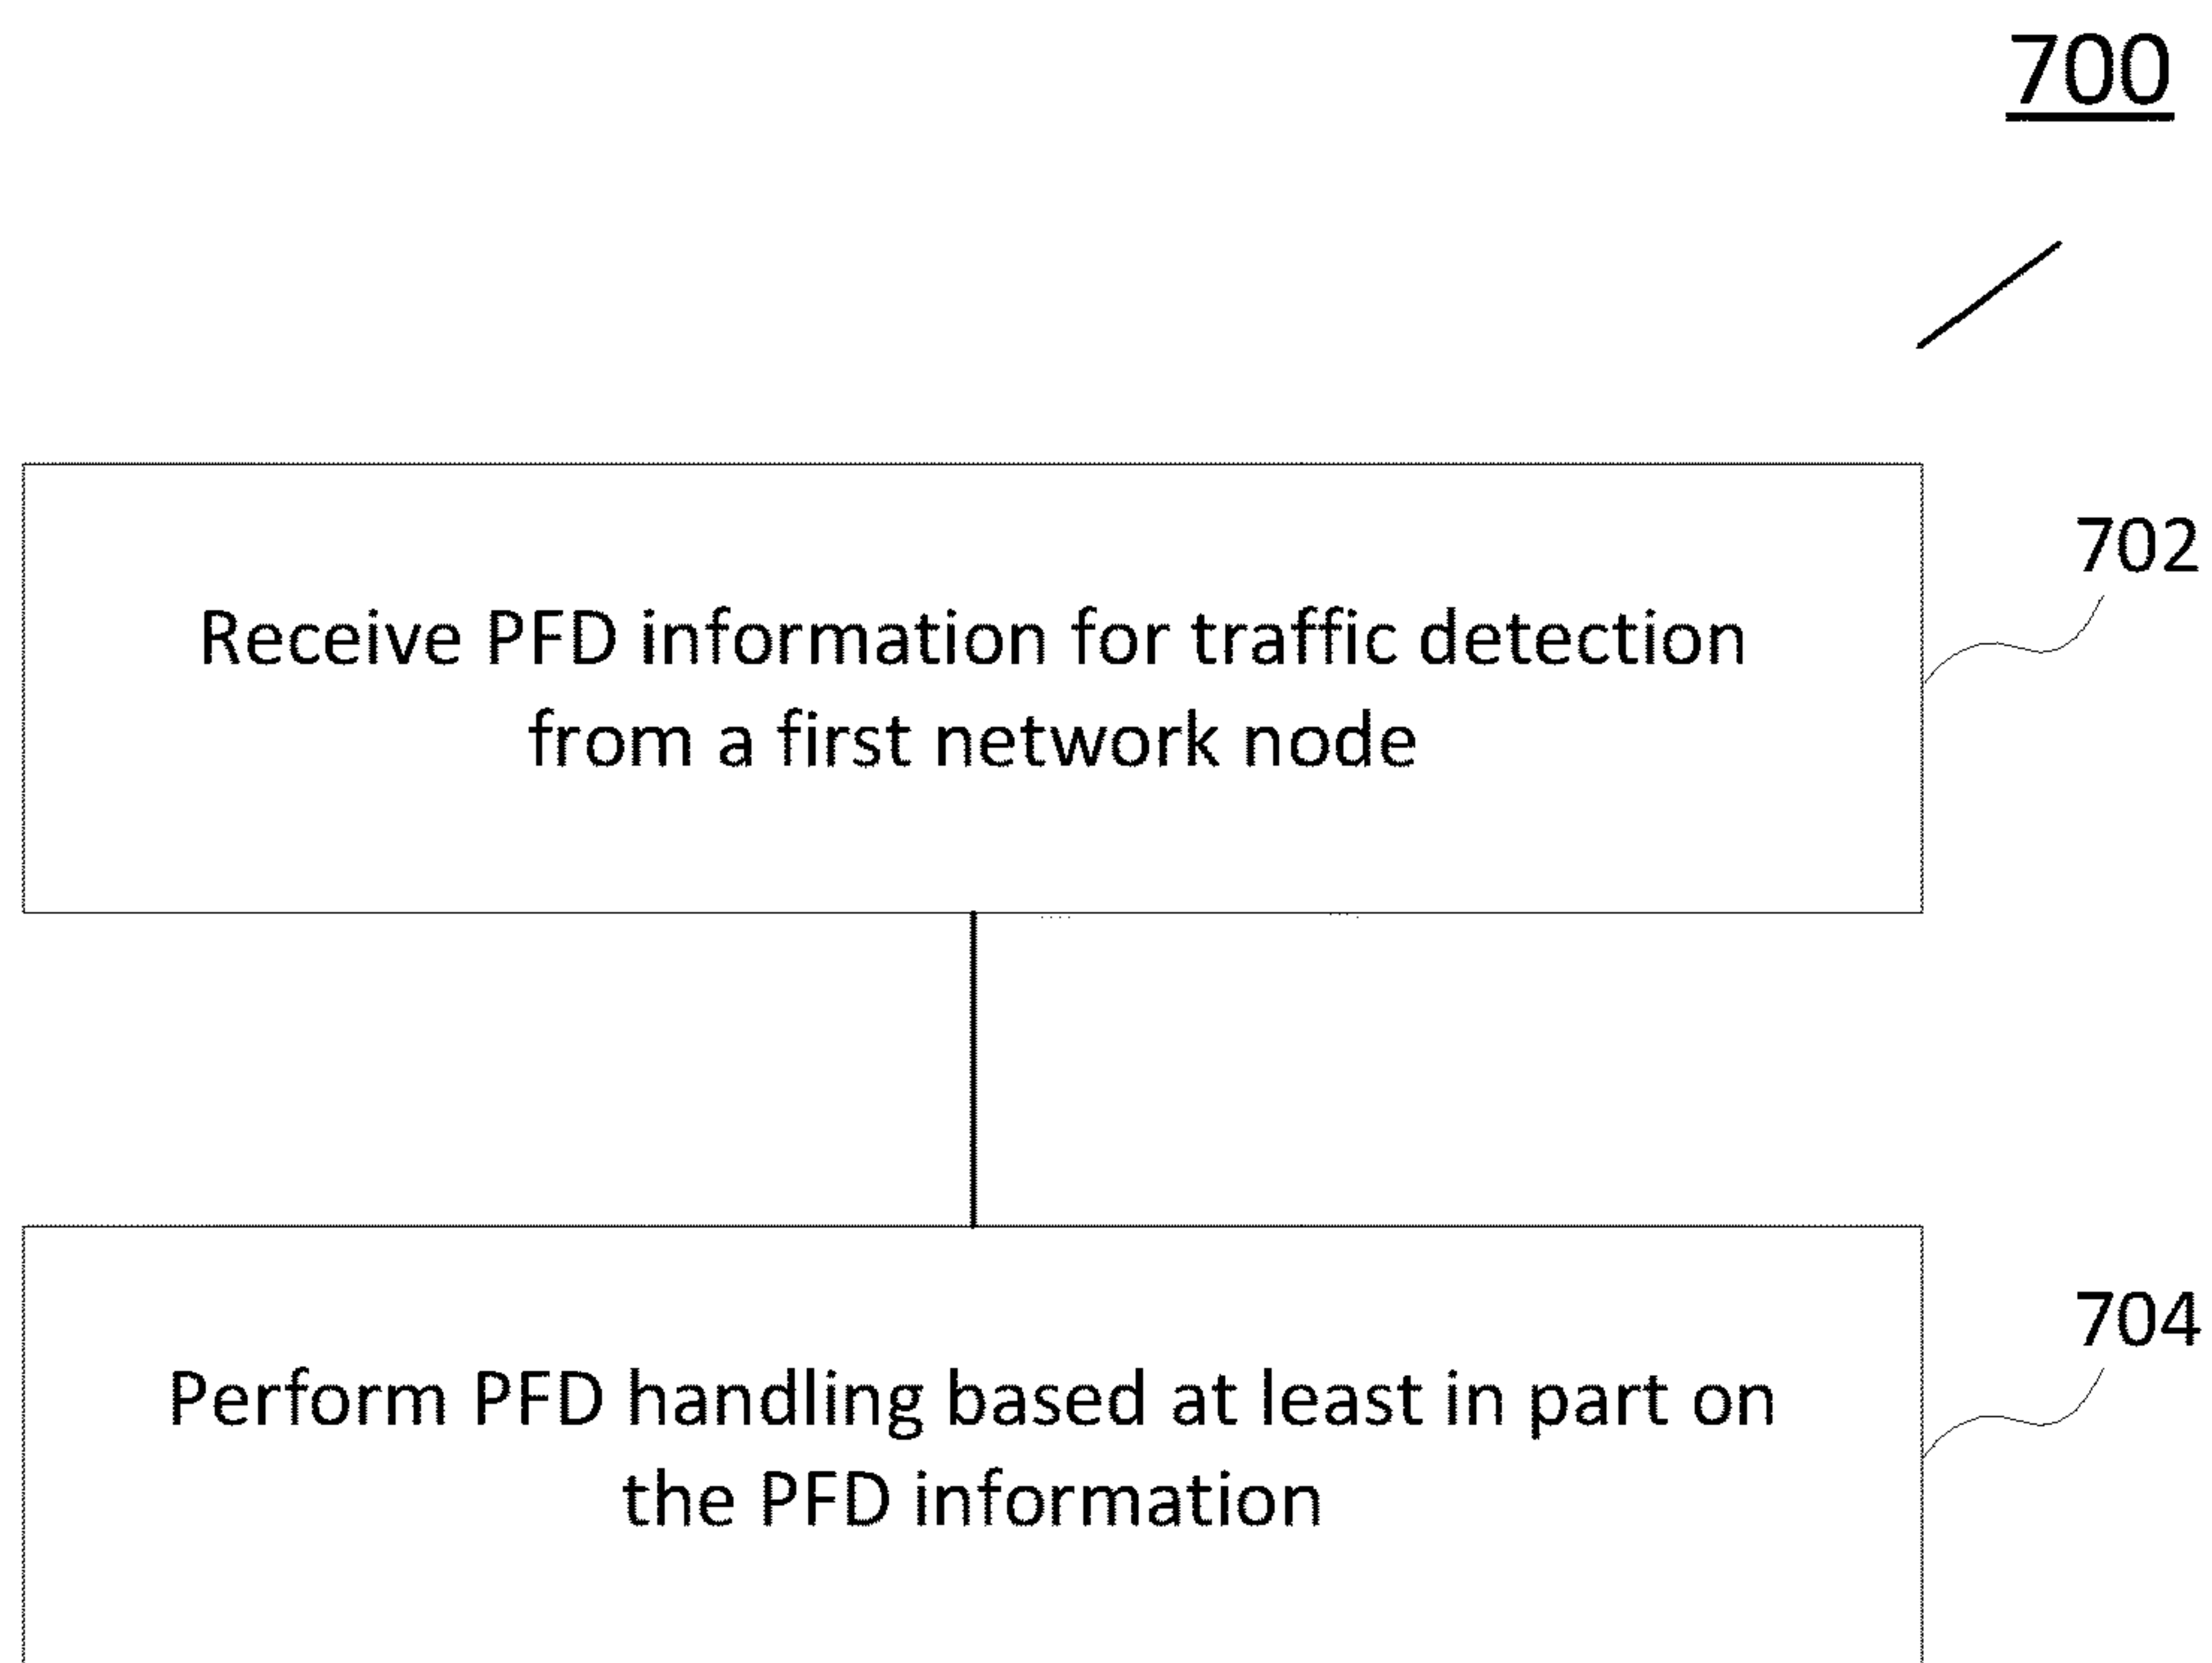 700
Receive PFD information for traffic detection
from a first network node
702
Perform PFD handling based at least in part on
the PFD information
704